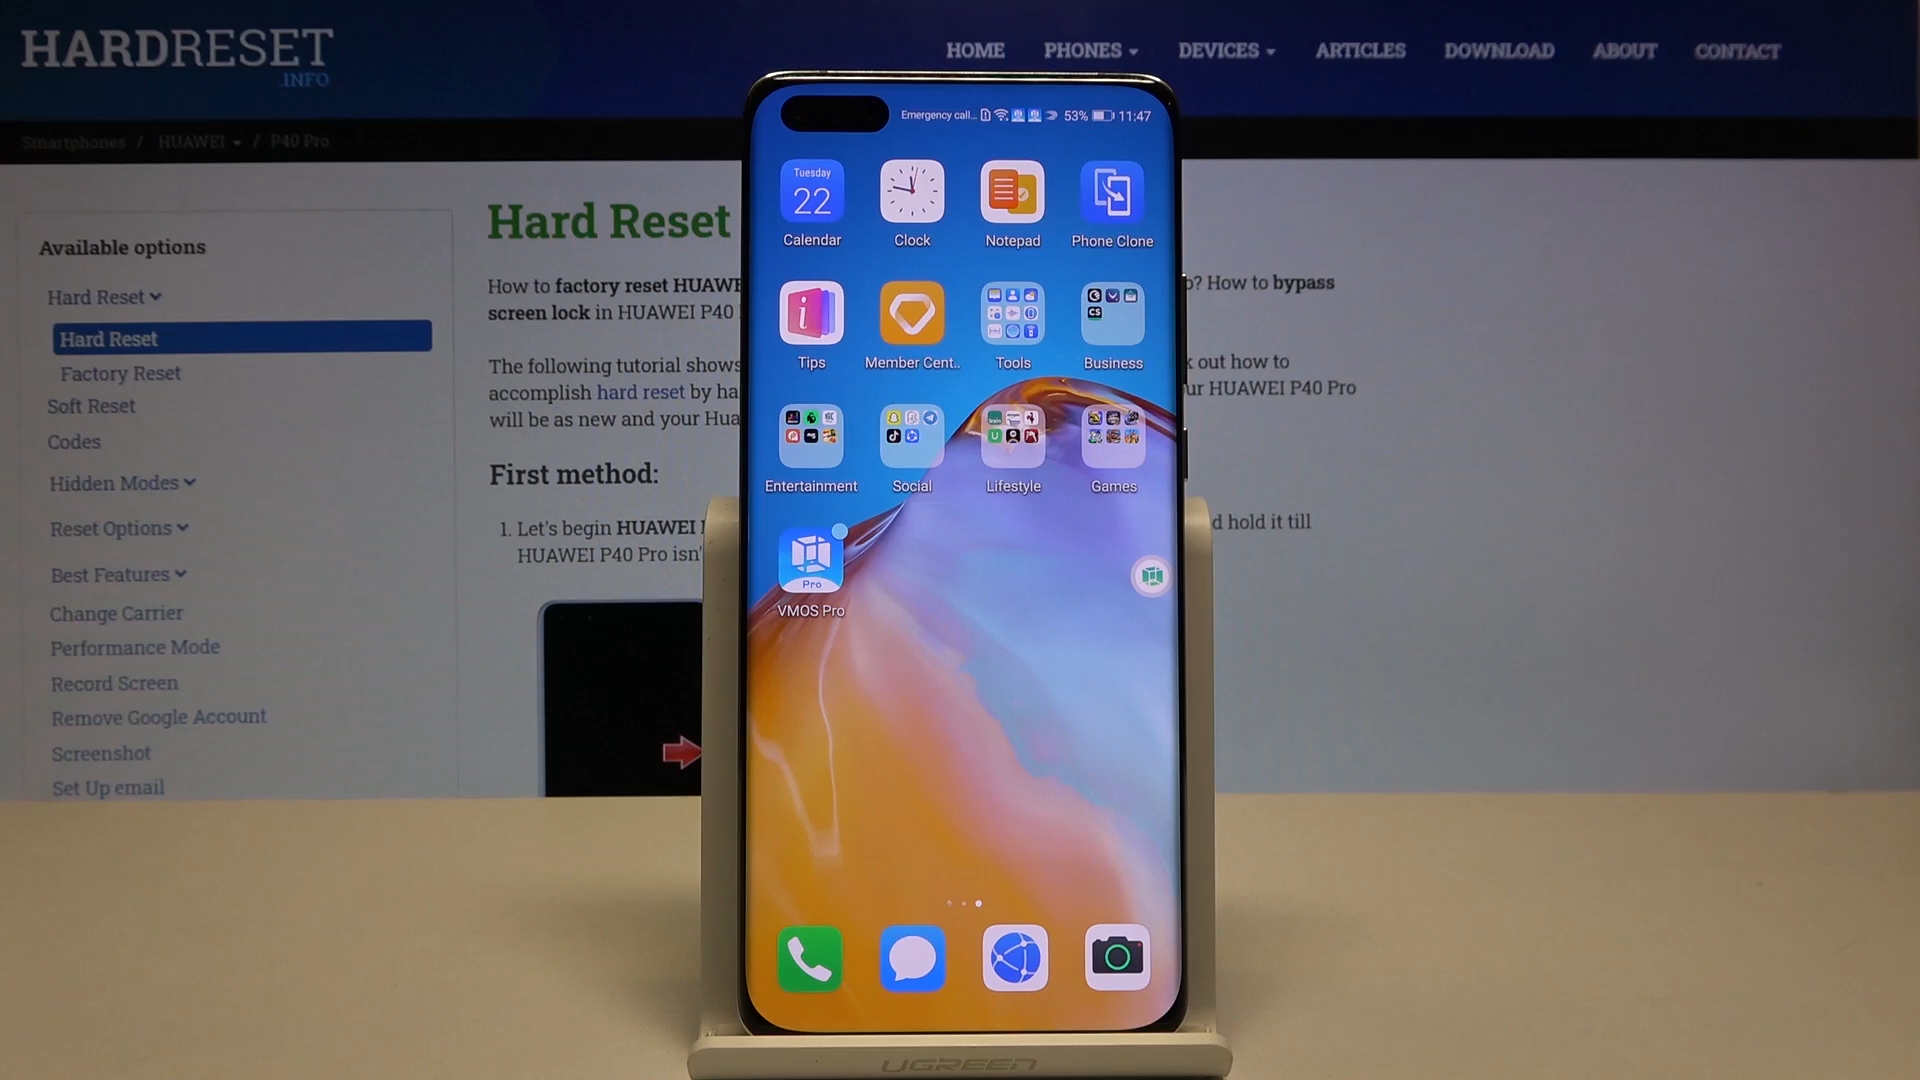 HARDRESET
.INFO
HOME PHONES DEVICES ARTICLES DOWNLOAD ABOUT CONTACT
Smartphones / HUAWEI / P40 Pro
Available options
Hard Reset
Hard Reset
Factory Reset
Soft Reset
Codes
Hidden Modes
Reset Options
Best Features
Change Carrier
Performance Mode
Record Screen
Remove Google Account
Screenshot
Set Up email
Hard Reset
How to factory reset HUAWE
screen lock in HUAWEI P40
? How to bypass
The following tutorial shows
accomplish hard reset by ha
will be as new and your Hua
k out how to
ur HUAWEI P40 Pro
First method:
1. Let's begin HUAWEI
HUAWEI P40 Pro isn'
d hold it till
Emergency call... 53% 11:47
Tuesday
22
Calendar Clock Notepad Phone Clone
i
CS
Tips Member Cent.. Tools Business
Entertainment Social Lifestyle Games
Pro
VMOS Pro
UGREEN